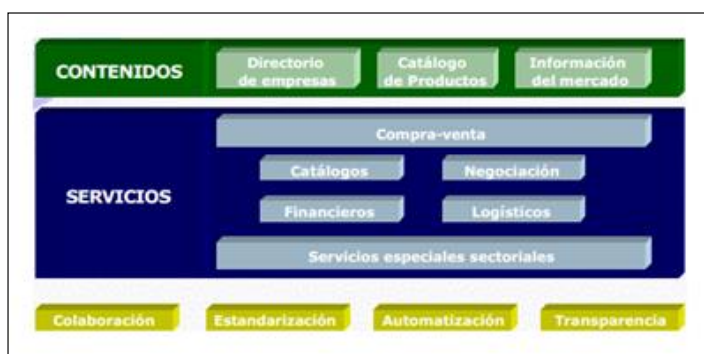 CONTENIDOS
Directorio
de empresas
Catálogo
de Productos
Información
del mercado
SERVICIOS
Compra-venta
Catálogos
Negociación
Financieros
Logísticos
Servicios especiales sectoriales
Colaboración
Estandarización
Automatización
Transparencia